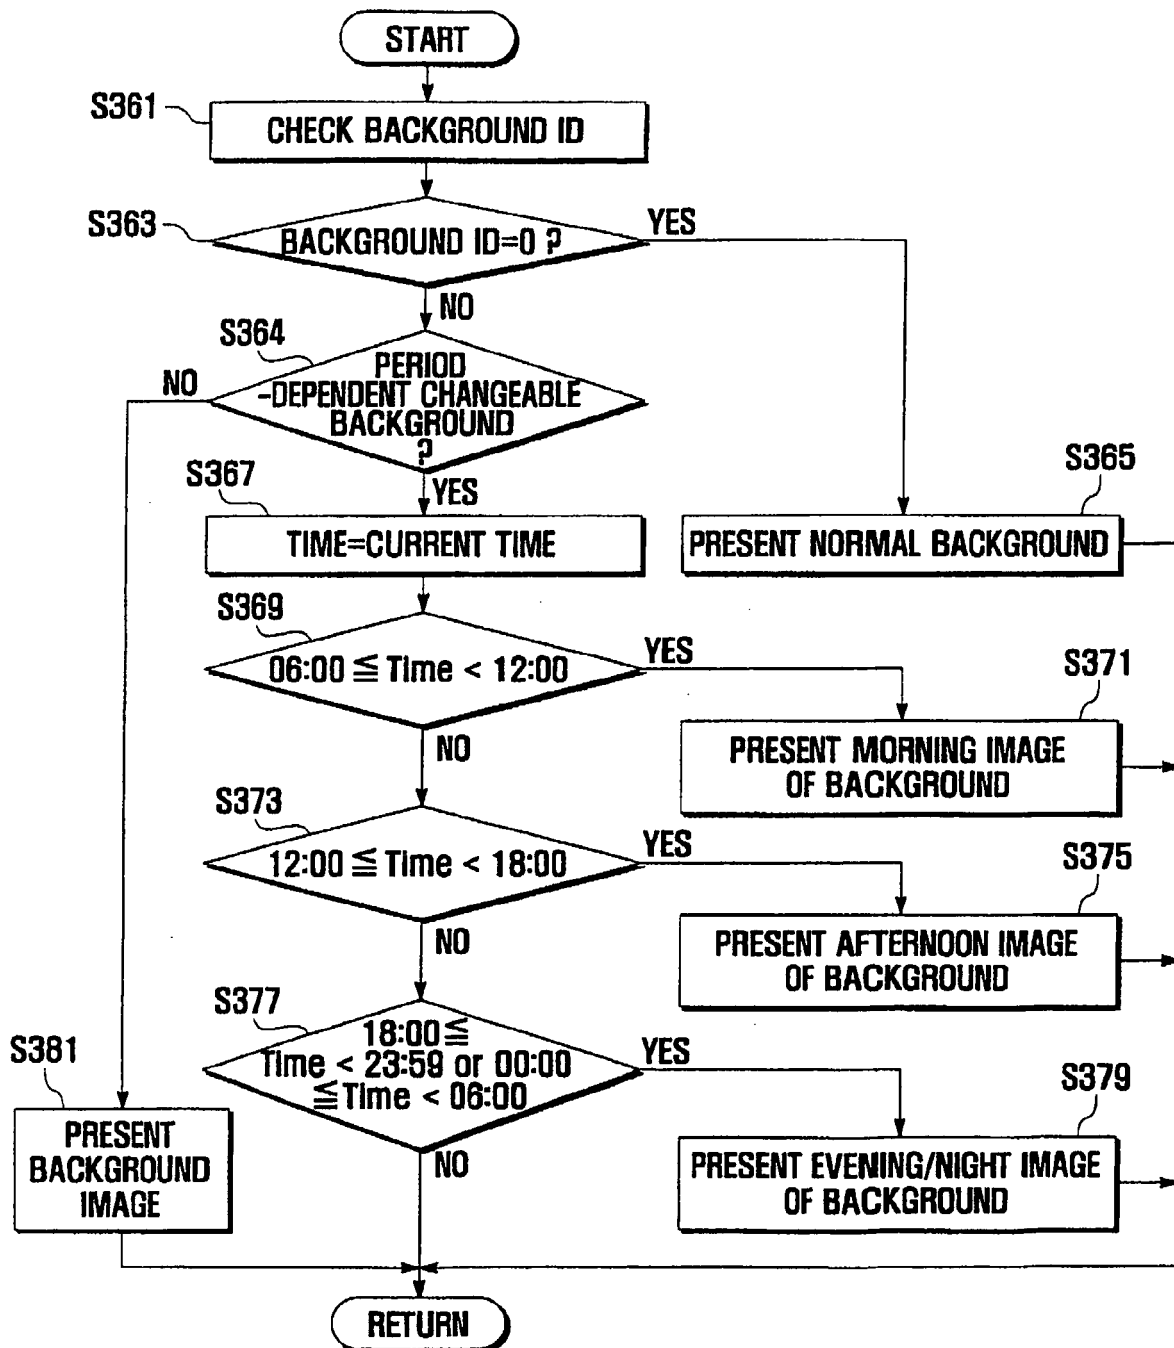 START
S361
CHECK BACKGROUND ID
S363
BACKGROUND ID=0 ?
YES
NO
S364
PERIOD
-DEPENDENT CHANGEABLE
BACKGROUND
?
NO
YES
S365
PRESENT NORMAL BACKGROUND
S367
TIME=CURRENT TIME
S369
06:00 ≦ Time < 12:00
YES
NO
S371
PRESENT MORNING IMAGE
OF BACKGROUND
S373
12:00 ≦ Time < 18:00
YES
NO
S375
PRESENT AFTERNOON IMAGE
OF BACKGROUND
S377
18:00 ≦
Time < 23:59 or 00:00
≦ Time < 06:00
YES
NO
S379
PRESENT EVENING/NIGHT IMAGE
OF BACKGROUND
S381
PRESENT
BACKGROUND
IMAGE
RETURN